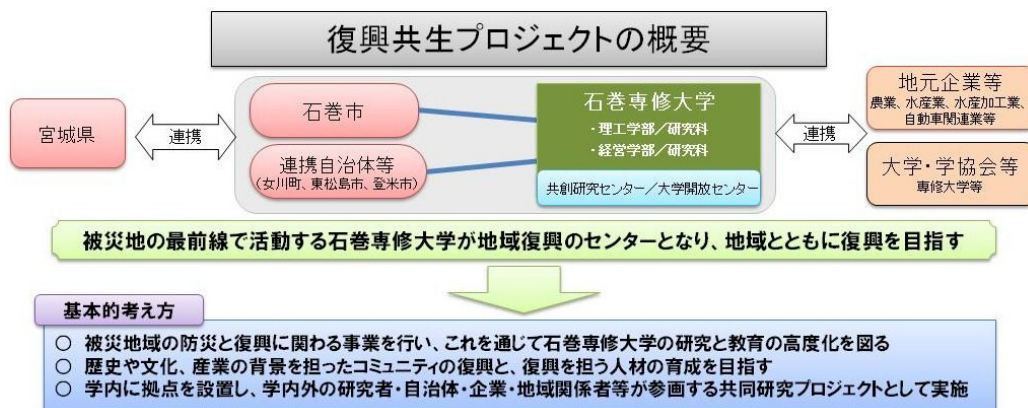 復興共生プロジェクトの概要
宮城県
連携
石巻市
連携自治体等
(女川町、東松島市、登米市)
石巻専修大学
・理工学部/研究科
・経営学部/研究科
共創研究センター/大学開放センター
連携
地元企業等
農業、水産業、水産加工業、
自動車関連業等
大学・学協会等
専修大学等
被災地の最前線で活動する石巻専修大学が地域復興のセンターとなり、地域とともに復興を目指す
基本的考え方
○ 被災地域の防災と復興に関わる事業を行い、これを通じて石巻専修大学の研究と教育の高度化を図る
○ 歴史や文化、産業の背景を担ったコミュニティの復興と、復興を担う人材の育成を目指す
○ 学内に拠点を設置し、学内外の研究者・自治体・企業・地域関係者等が参画する共同研究プロジェクトとして実施